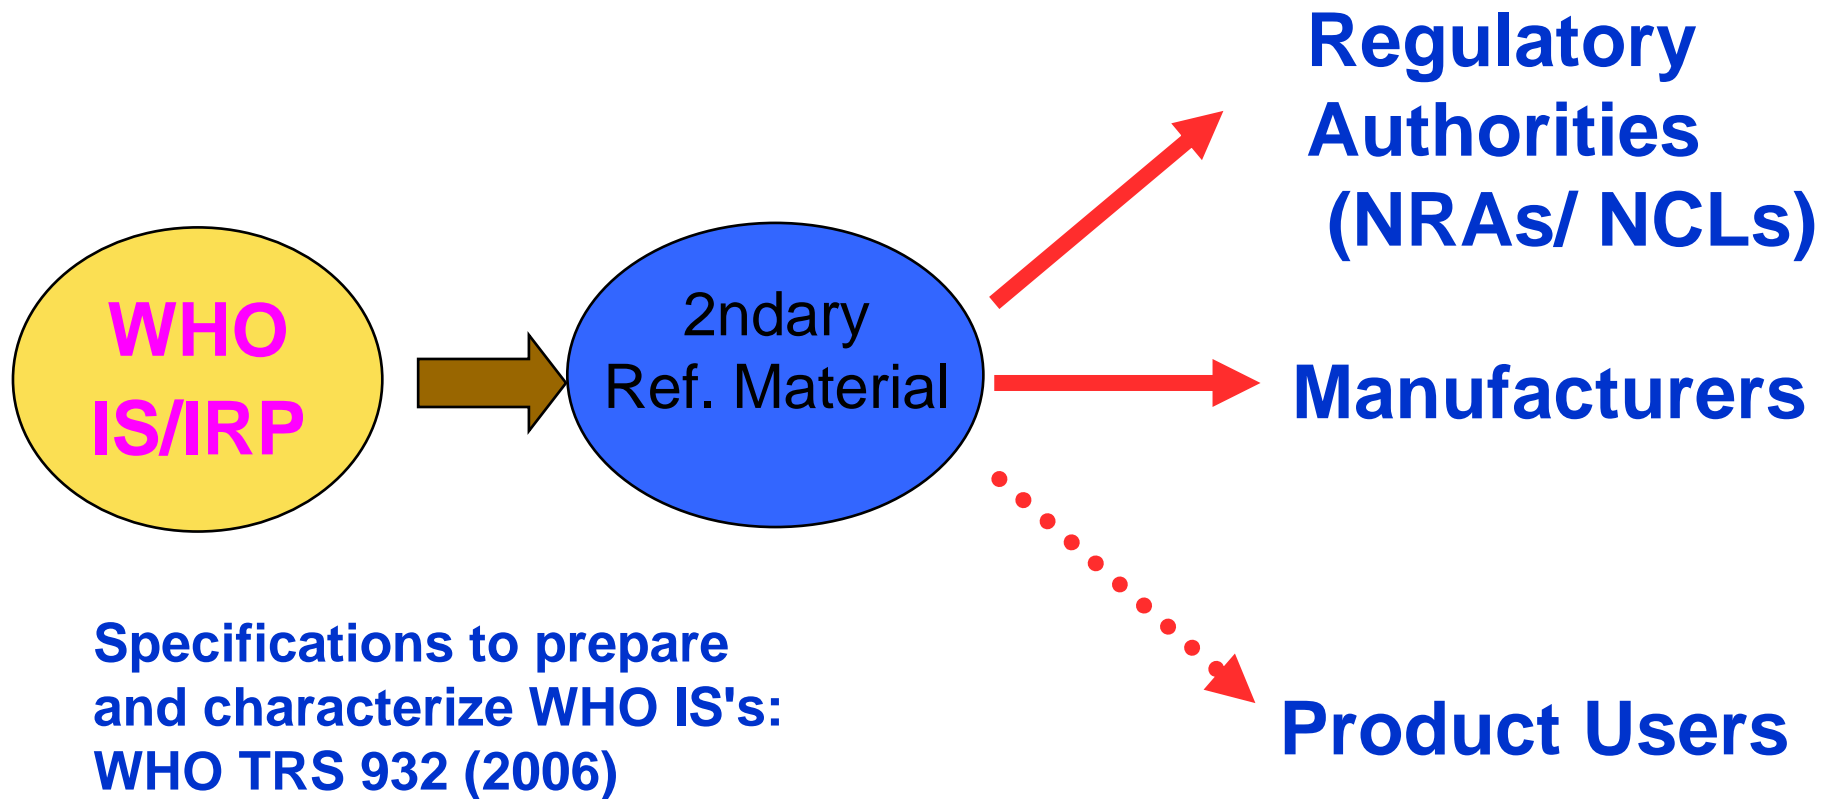 WHO
IS/IRP
2ndary
Ref. Material
Regulatory
Authorities
(NRAs/ NCLs)
Manufacturers
Product Users
Specifications to prepare
and characterize WHO IS's:
WHO TRS 932 (2006)